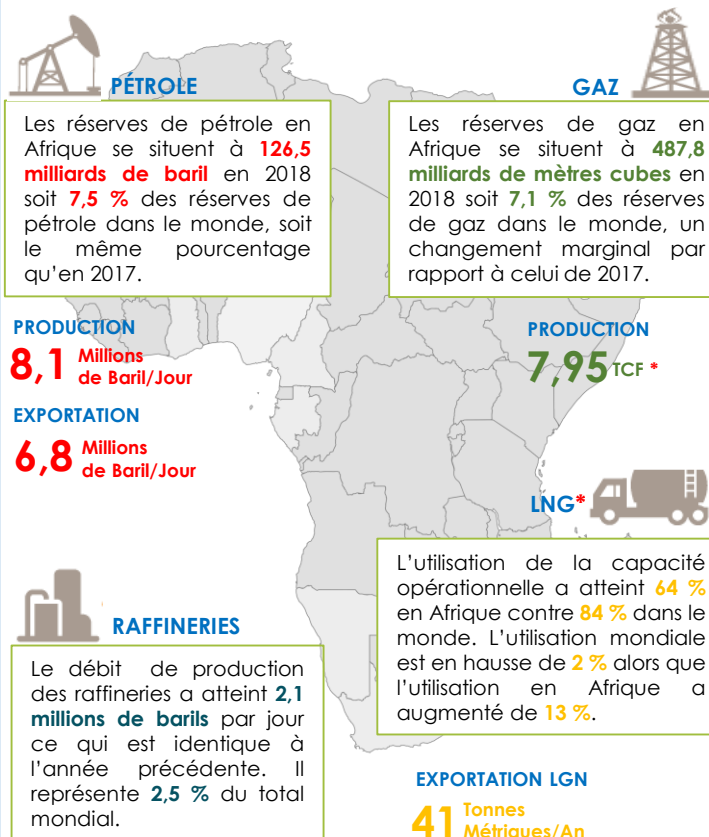 PÉTROLE
Les réserves de pétrole en
Afrique se situent à 126,5
milliards de baril en 2018
soit 7,5 % des réserves de
pétrole dans le monde, soit
le même pourcentage
qu'en 2017.
PRODUCTION
8,1 Millions
de Baril/Jour
EXPORTATION
6,8 Millions
de Baril/Jour
GAZ
Les réserves de gaz en
Afrique se situent à 487,8
milliards de mètres cubes en
2018 soit 7,1 % des réserves
de gaz dans le monde, un
changement marginal par
rapport à celui de 2017.
PRODUCTION
7,95 TCF *
LNG*
L'utilisation de la capacité
opérationnelle a atteint 64 %
en Afrique contre 84 % dans le
monde. L'utilisation mondiale
est en hausse de 2 % alors que
l'utilisation en Afrique a
augmenté de 13 %.
RAFFINERIES
Le débit de production
des raffineries a atteint 2,1
millions de barils par jour
ce qui est identique à
l'année précédente. Il
représente 2,5 % du total
mondial.
EXPORTATION LGN
41 Tonnes
Métriques/An